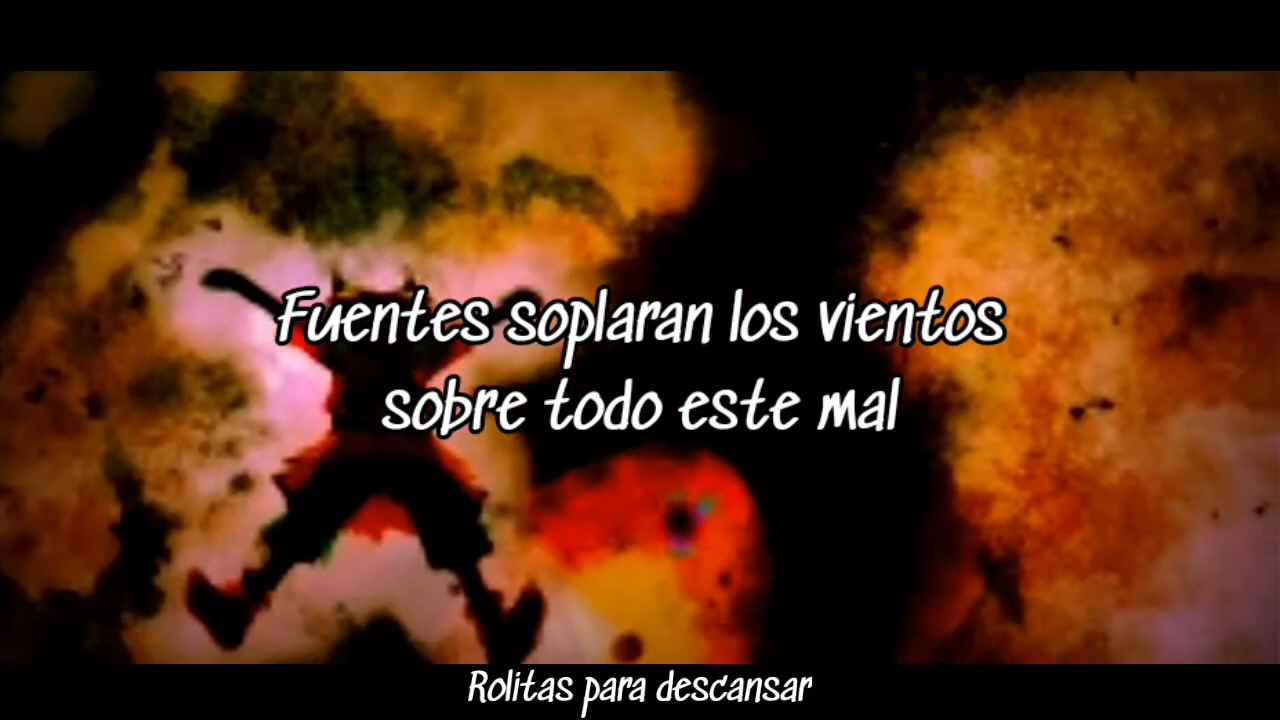 Fuentes soplaran los vientos
sobre todo este mal
Rolitas para descansar